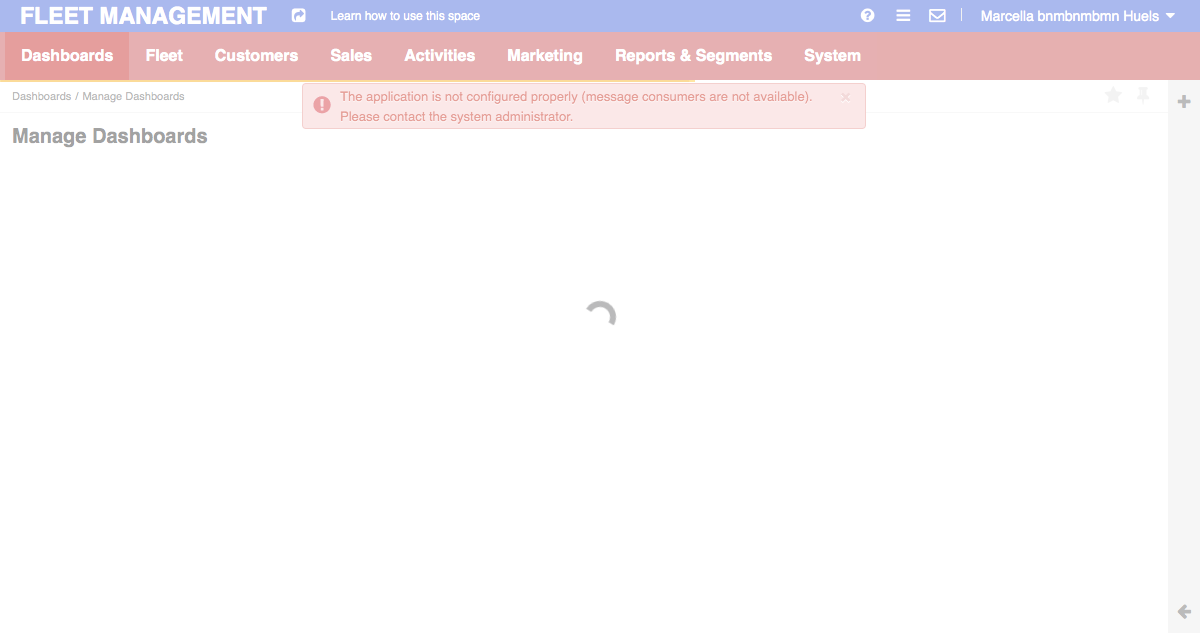 FLEET MANAGEMENT
Learn how to use this space
Marcella bnmbnmbmn Huels
Dashboards Fleet Customers Sales Activities Marketing Reports & Segments System
Dashboards / Manage Dashboards
The application is not configured properly (message consumers are not available).
Please contact the system administrator.
Manage Dashboards